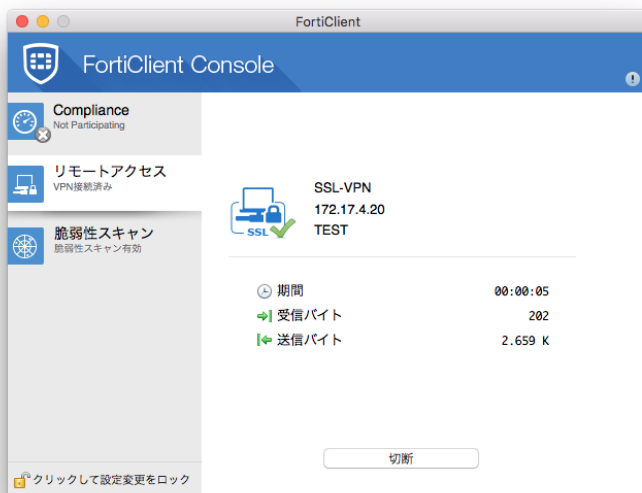 FortiClient
FortiClient Console
Compliance
Not Participating
リモートアクセス
VPN接続済み
脆弱性スキャン
脆弱性スキャン有効
クリックして設定変更をロック
SSL-VPN
172.17.4.20
TEST
SSL
期間 00:00:05
受信バイト 202
送信バイト 2.659 K
切断